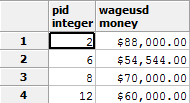 pid wageusd
integer money
1 2 $88,000.00
2 6 $54,544.00
3 8 $70,000.00
4 12 $60,000.00